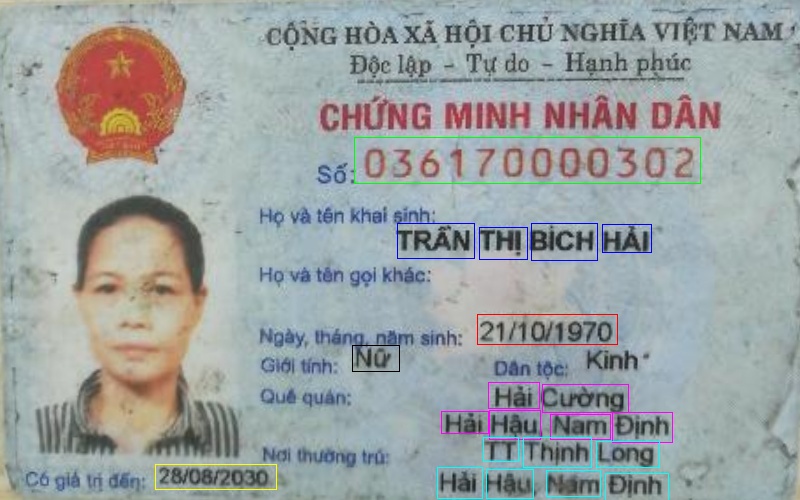 CỘNG HÒA XÃ HỘI CHỦ NGHĨA VIỆT NAM
Độc lập - Tự do - Hạnh phúc
CHỨNG MINH NHÂN DÂN
Số: 036170000302
Họ và tên khai sinh:
TRẦN THỊ BÍCH HẢI
Họ và tên gọi khác:
Ngày, tháng, năm sinh: 21/10/1970
Giới tính: Nữ Dân tộc: Kinh
Quê quán: Hải Cường
Hải Hậu, Nam Định
Nơi thường trú: TT Thịnh Long
Có giá trị đến: 28/08/2030 Hải Hậu, Nam Định